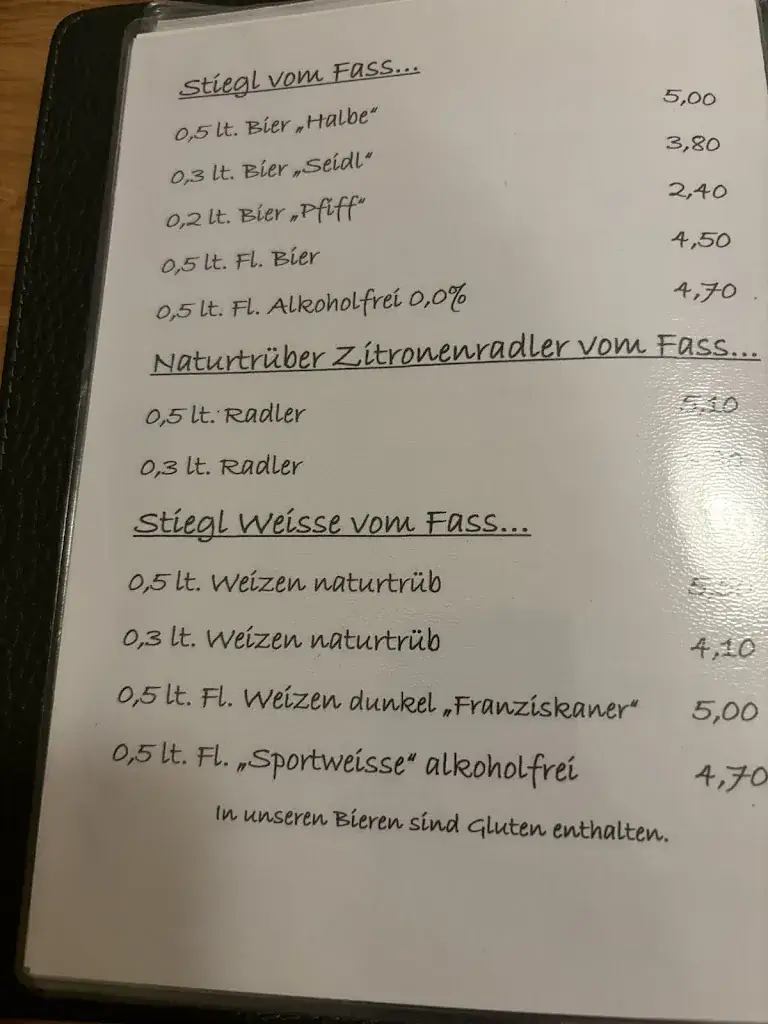 Stiegl vom Fass...
0,5 lt. Bier „Halbe“ 5,00
0,3 lt. Bier „Seidl“ 3,80
0,2 lt. Bier „Pfiff“ 2,40
0,5 lt. Fl. Bier 4,50
0,5 lt. Fl. Alkoholfrei 0,0% 4,70
Naturtrüber Zitronenradler vom Fass...
0,5 lt. Radler 5,10
0,3 lt. Radler
Stiegl Weisse vom Fass...
0,5 lt. Weizen naturtrüb
0,3 lt. Weizen naturtrüb 4,10
0,5 lt. Fl. Weizen dunkel „Franziskaner“ 5,00
0,5 lt. Fl. „Sportweisse“ alkoholfrei 4,70
In unseren Bieren sind Gluten enthalten.